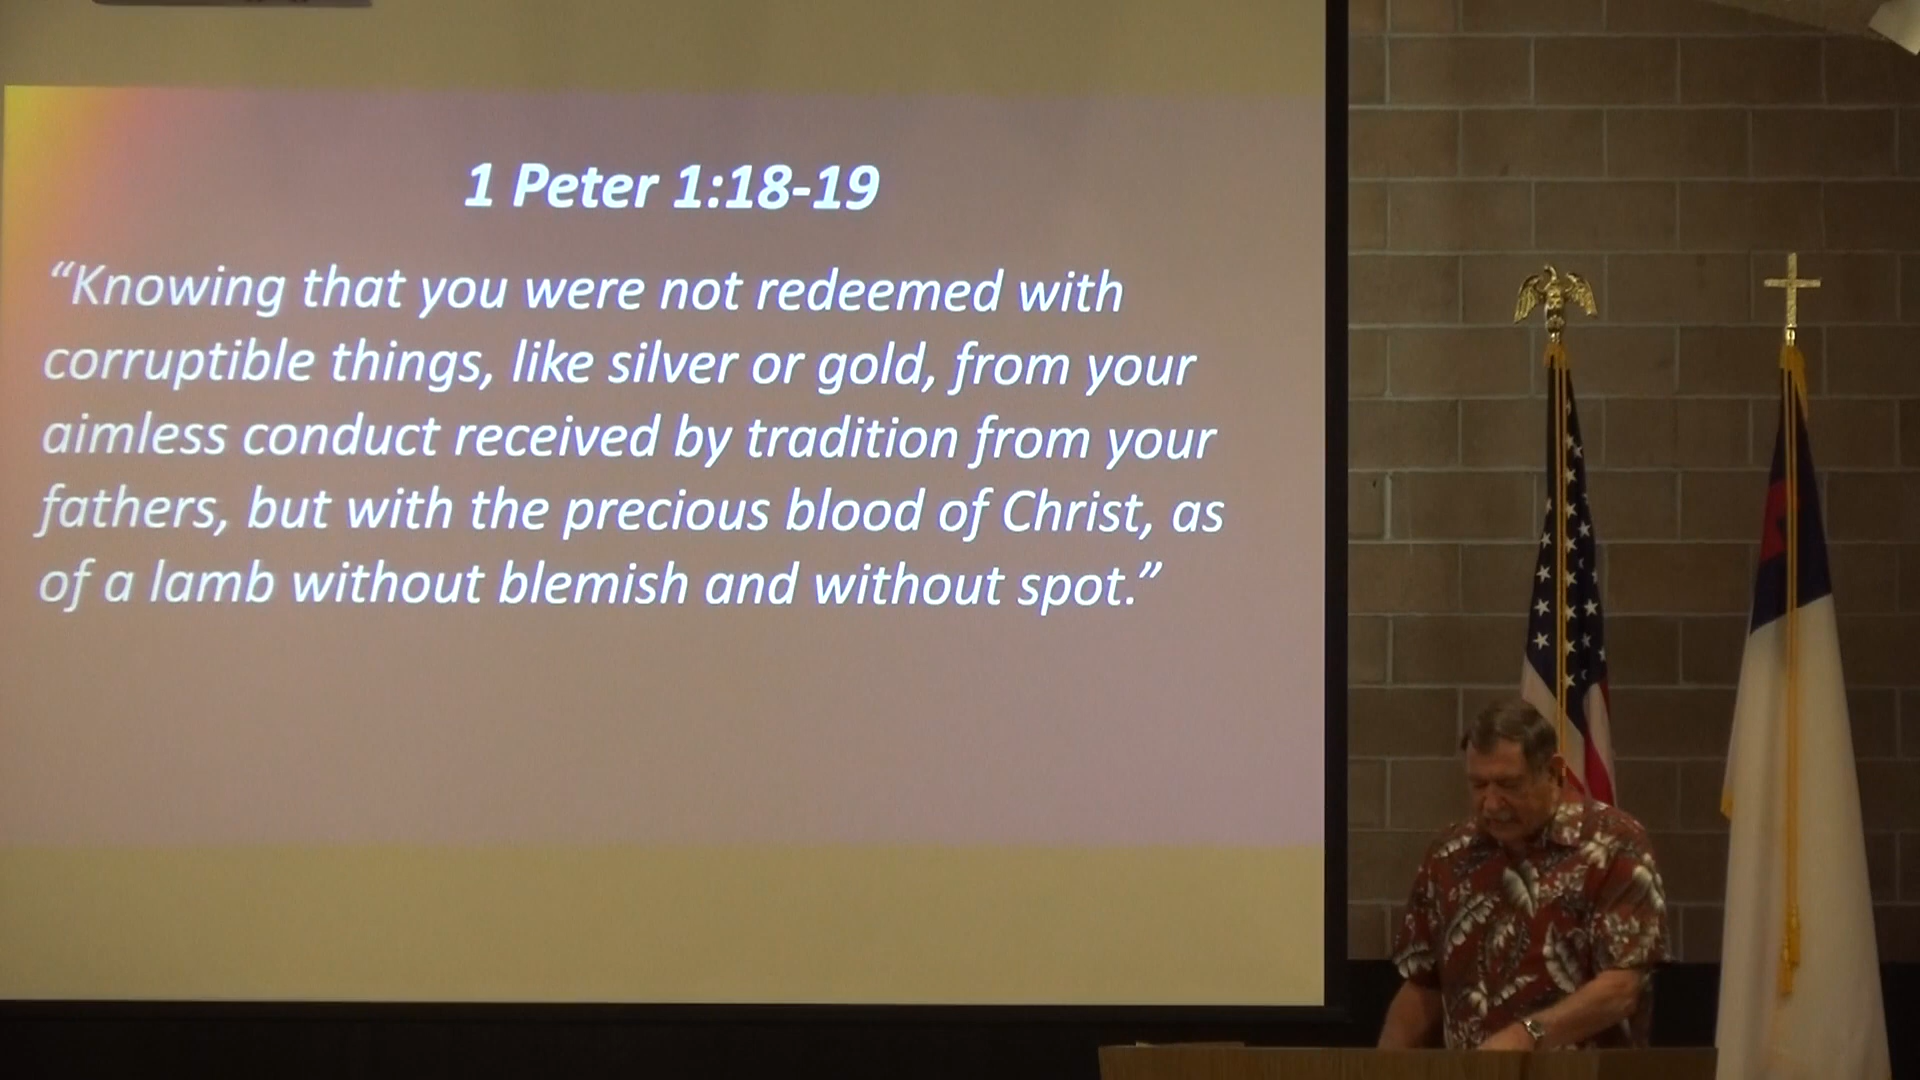 1 Peter 1:18-19
“Knowing that you were not redeemed with
corruptible things, like silver or gold, from your
aimless conduct received by tradition from your
fathers, but with the precious blood of Christ, as
of a lamb without blemish and without spot.”